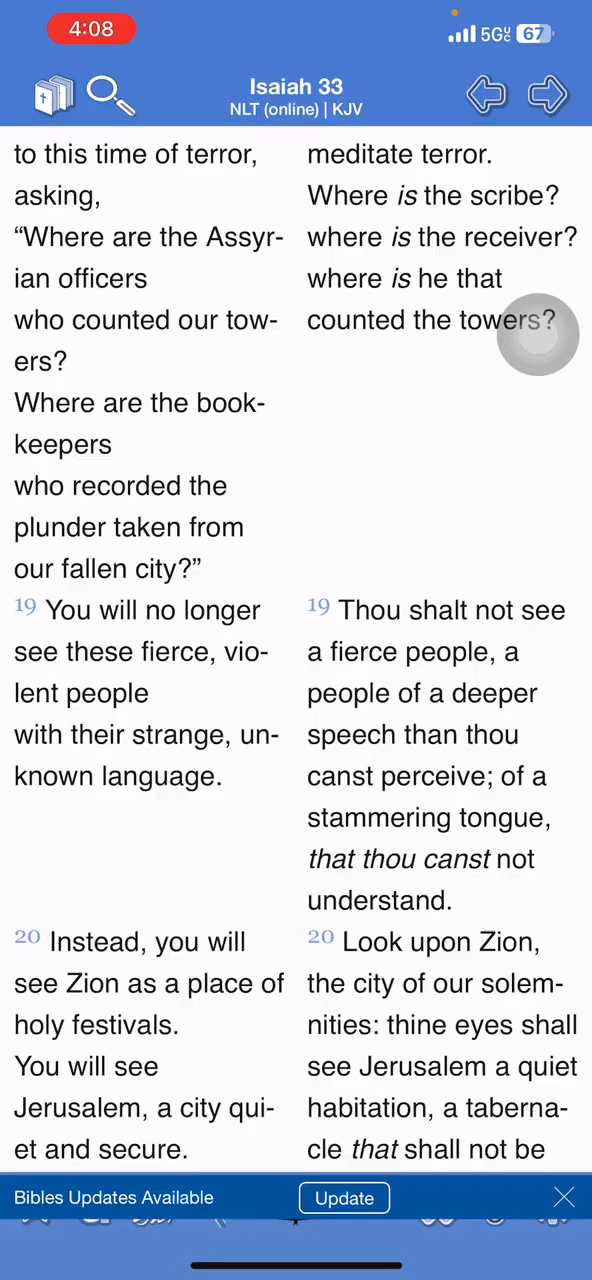 4:08
5G
67
Isaiah 33
NLT (online) | KJV
to this time of terror,
asking,
“Where are the Assyr-
ian officers
who counted our tow-
ers?
Where are the book-
keepers
who recorded the
plunder taken from
our fallen city?”
19 You will no longer
see these fierce, vio-
lent people
with their strange, un-
known language.
20 Instead, you will
see Zion as a place of
holy festivals.
You will see
Jerusalem, a city qui-
et and secure.
meditate terror.
Where is the scribe?
where is the receiver?
where is he that
counted the towers?
19 Thou shalt not see
a fierce people, a
people of a deeper
speech than thou
canst perceive; of a
stammering tongue,
that thou canst not
understand.
20 Look upon Zion,
the city of our solem-
nities: thine eyes shall
see Jerusalem a quiet
habitation, a taberna-
cle that shall not be
Bibles Updates Available
Update